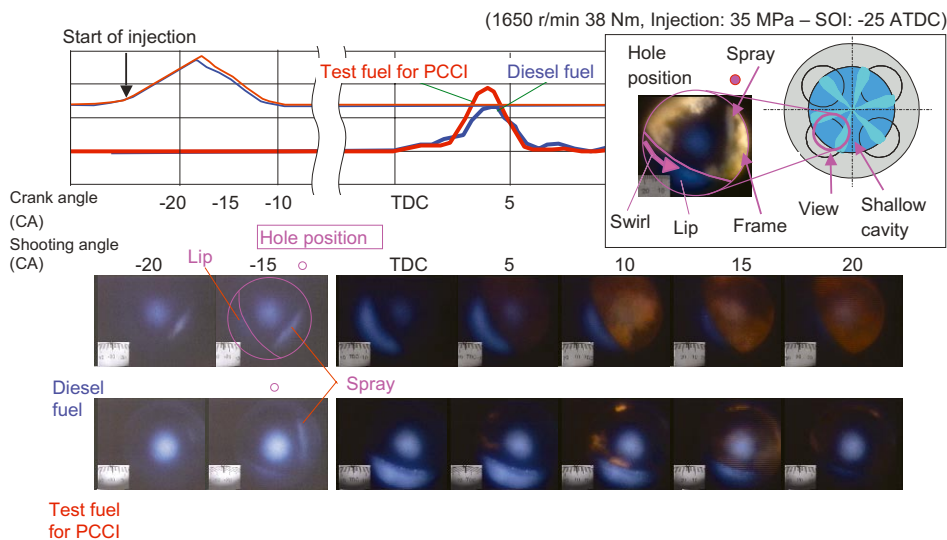 (1650 r/min 38 Nm, Injection: 35 MPa – SOI: -25 ATDC)
Start of injection
Test fuel for PCCI
Diesel fuel
Hole
position
Spray
Swirl
Lip
Frame
View
Shallow
cavity
Crank angle
(CA)
-20 -15 -10 TDC 5
Shooting angle
(CA)
Hole position
Lip
-20 -15 TDC 5 10 15 20
Diesel
fuel
Spray
Test fuel
for PCCI